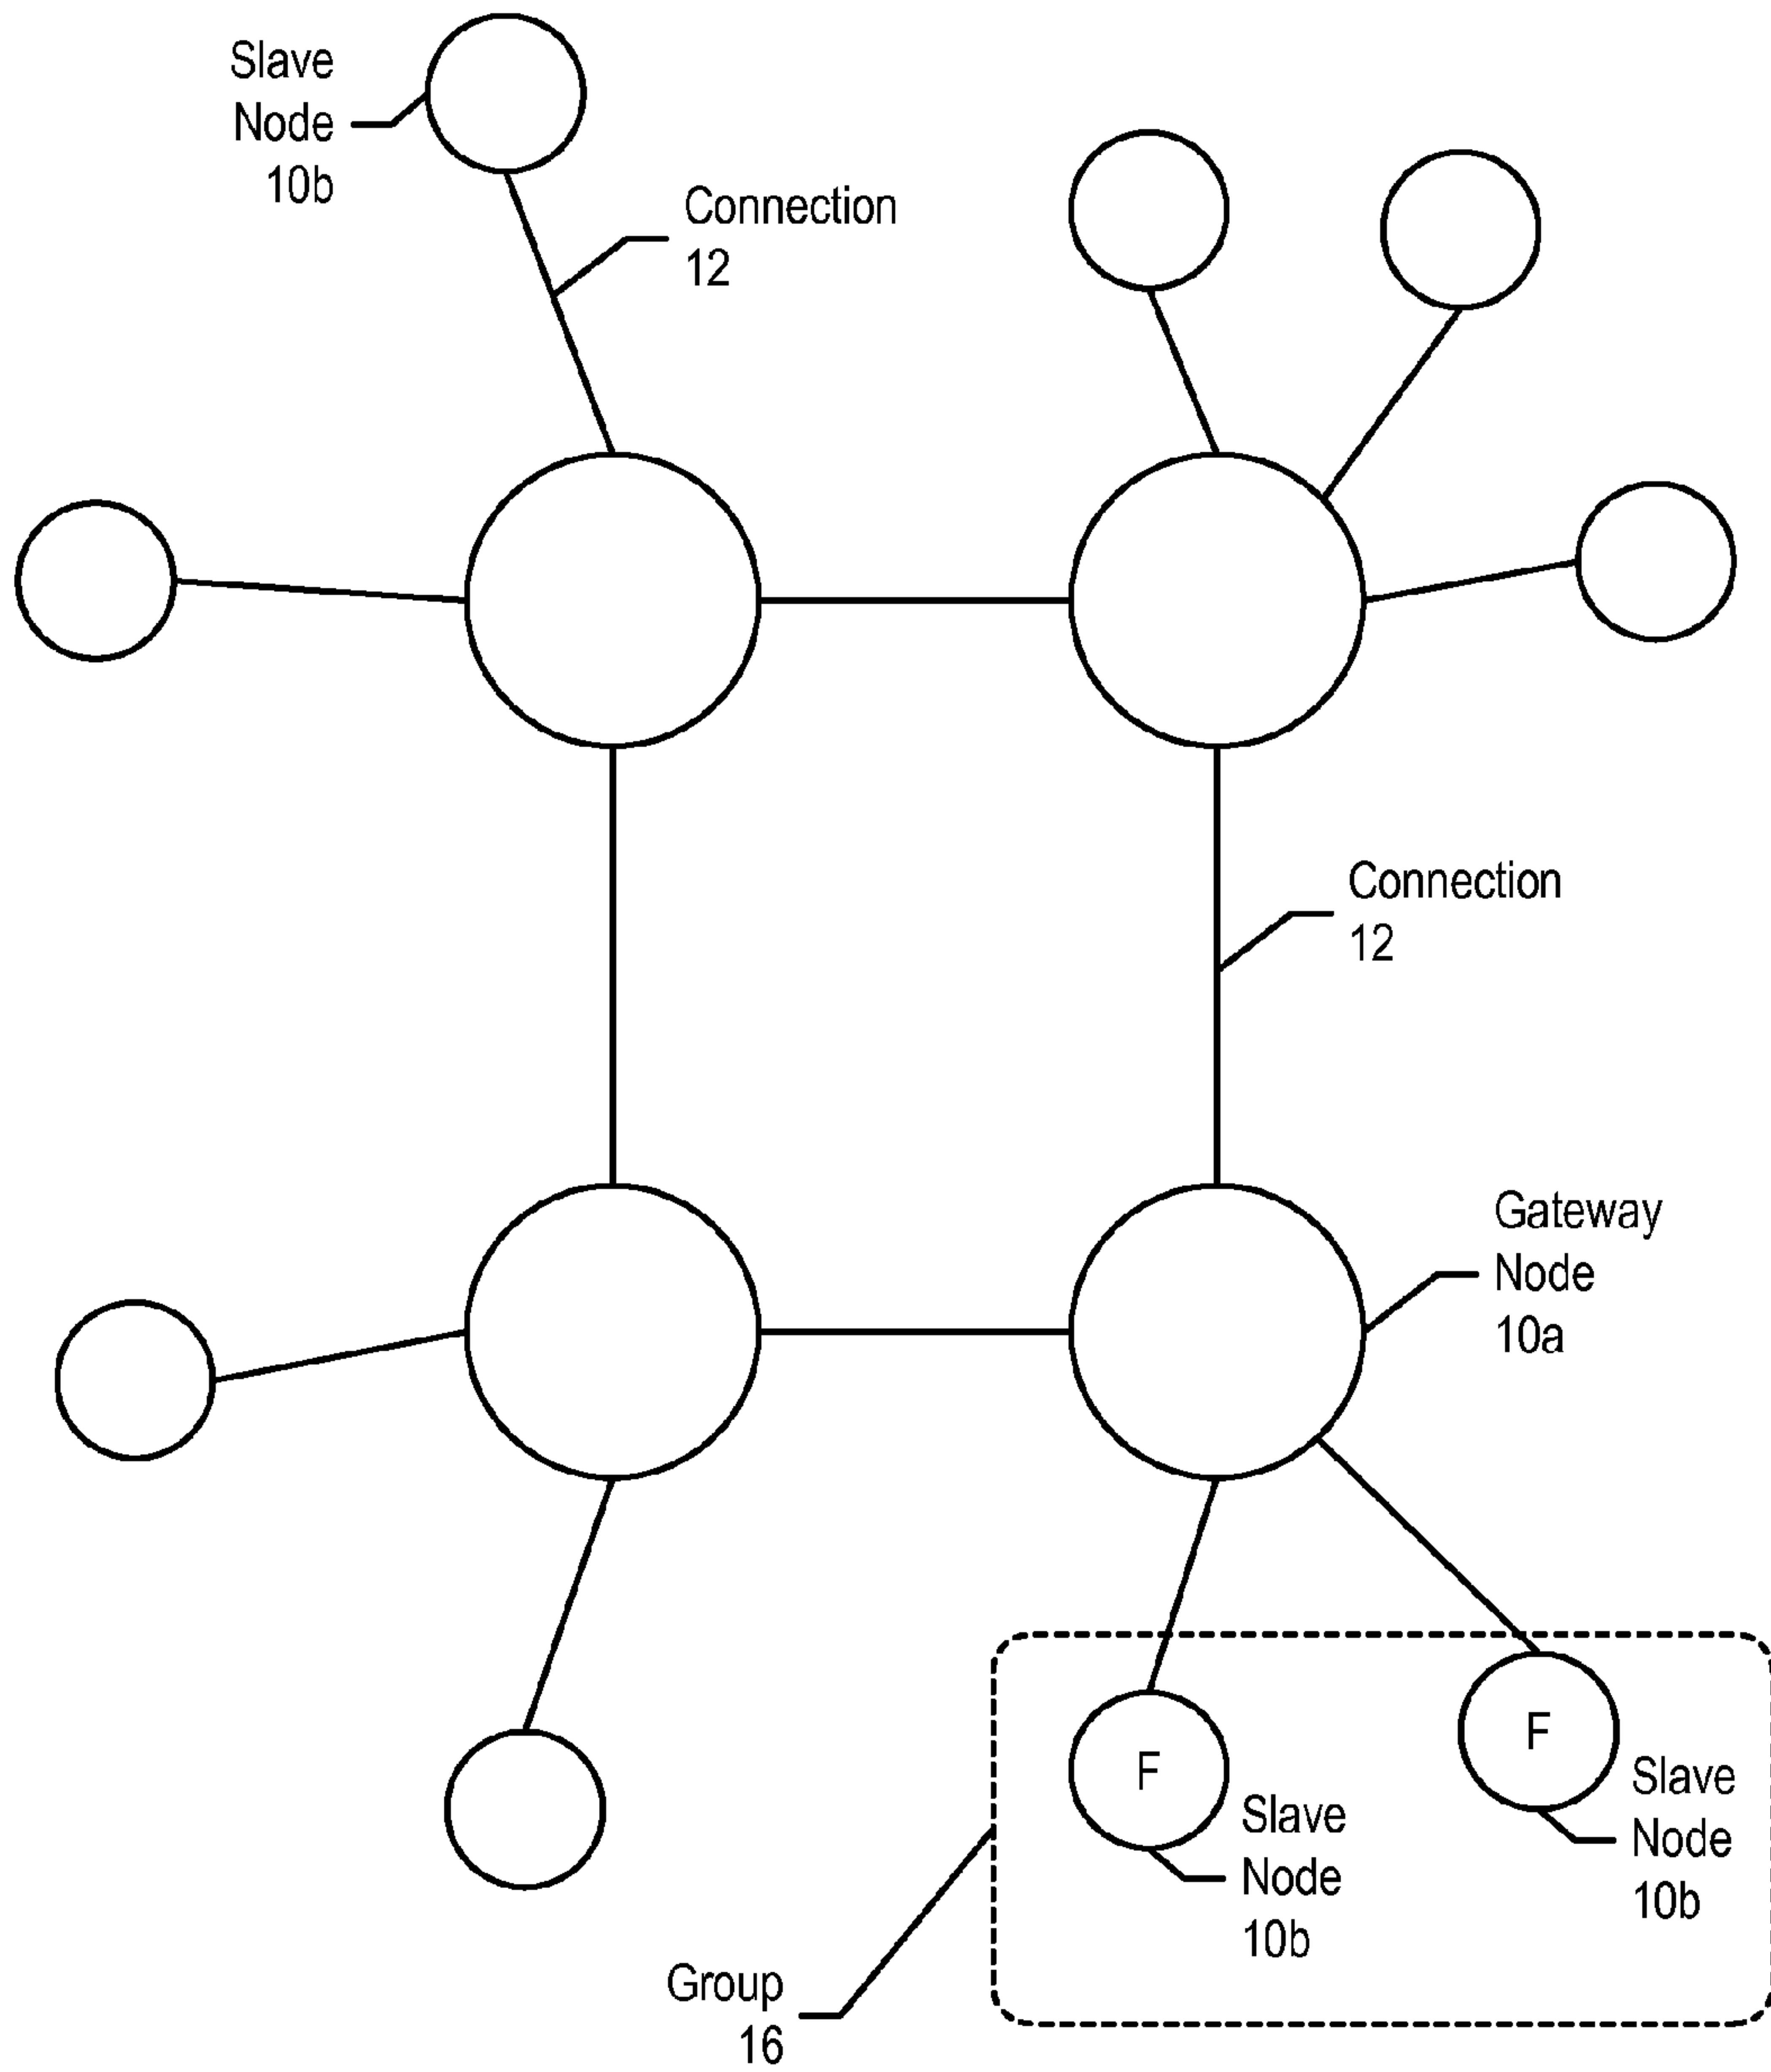 Slave
Node
10b
Connection
12
Connection
12
Gateway
Node
10a
F
F
Slave
Node
10b
Slave
Node
10b
Group
16